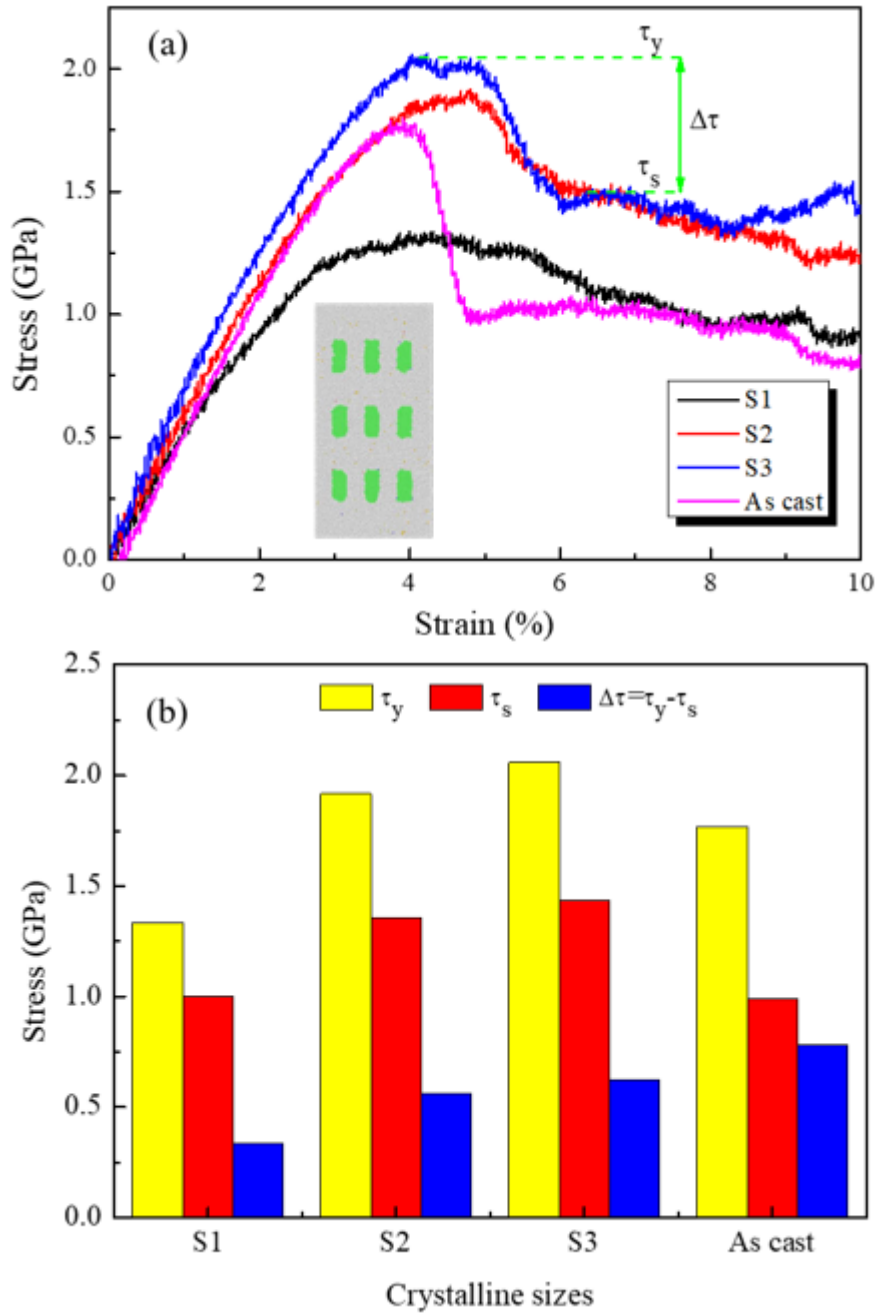 (a)
τy
Δτ
τs
2.0
1.5
1.0
0.5
0.0
Stress (GPa)
S1
S2
S3
As cast
0 2 4 6 8 10
Strain (%)
(b)
τy τs Δτ=τy-τs
2.5
2.0
1.5
1.0
0.5
0.0
Stress (GPa)
S1 S2 S3 As cast
Crystalline sizes